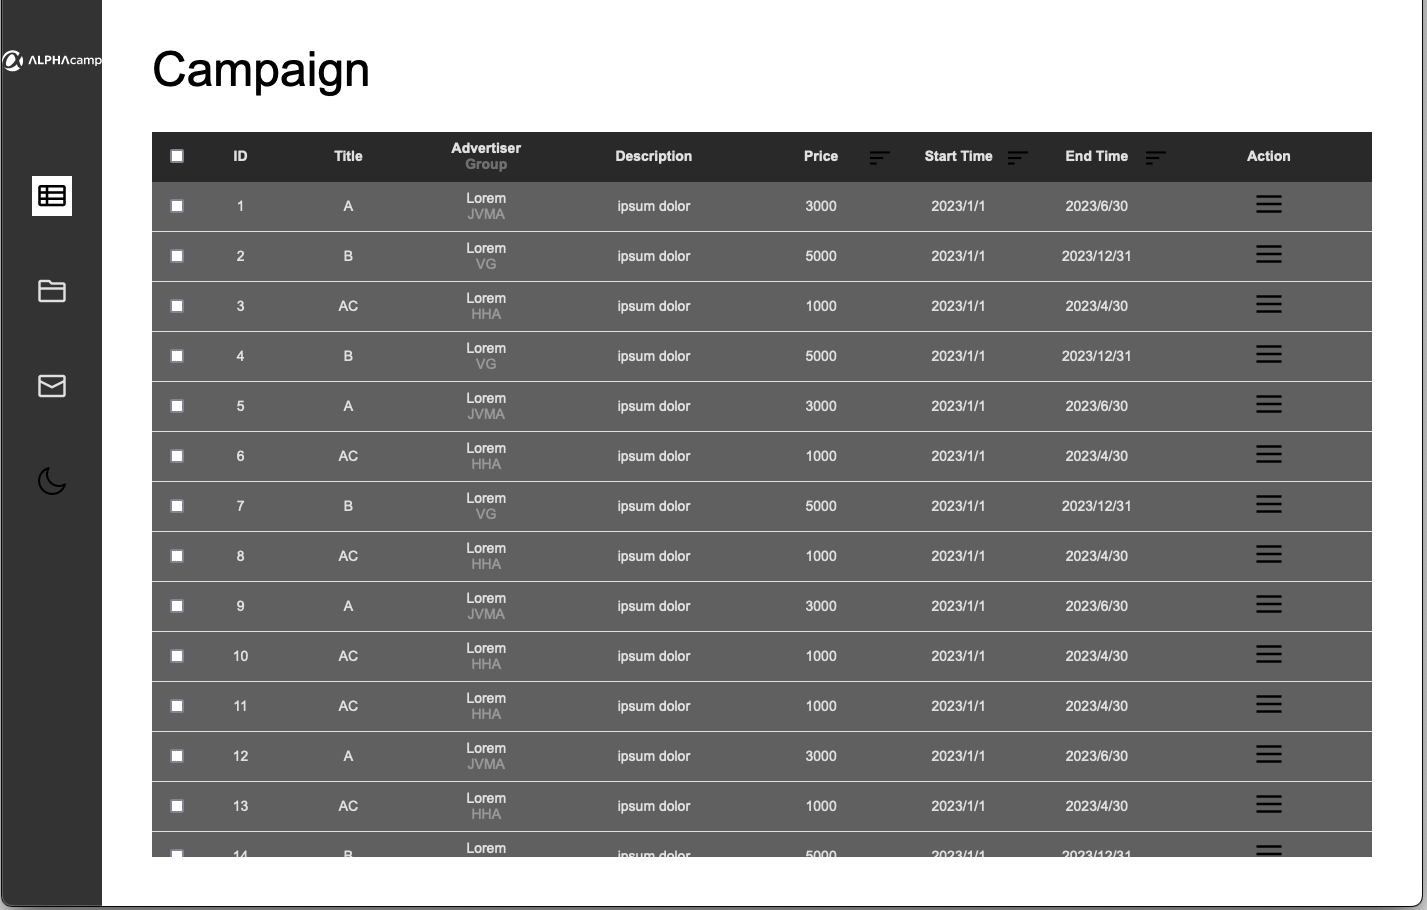 ALPHAcamp
Campaign
ID Title Advertiser Description Price Start Time End Time Action
Group
1 A Lorem ipsum dolor 3000 2023/1/1 2023/6/30
JVMA
2 B Lorem ipsum dolor 5000 2023/1/1 2023/12/31
VG
3 AC Lorem ipsum dolor 1000 2023/1/1 2023/4/30
HHA
4 B Lorem ipsum dolor 5000 2023/1/1 2023/12/31
VG
5 A Lorem ipsum dolor 3000 2023/1/1 2023/6/30
JVMA
6 AC Lorem ipsum dolor 1000 2023/1/1 2023/4/30
HHA
7 B Lorem ipsum dolor 5000 2023/1/1 2023/12/31
VG
8 AC Lorem ipsum dolor 1000 2023/1/1 2023/4/30
HHA
9 A Lorem ipsum dolor 3000 2023/1/1 2023/6/30
JVMA
10 AC Lorem ipsum dolor 1000 2023/1/1 2023/4/30
HHA
11 AC Lorem ipsum dolor 1000 2023/1/1 2023/4/30
HHA
12 A Lorem ipsum dolor 3000 2023/1/1 2023/6/30
JVMA
13 AC Lorem ipsum dolor 1000 2023/1/1 2023/4/30
HHA
14 B Lorem ipsum dolor 5000 2023/1/1 2023/12/31